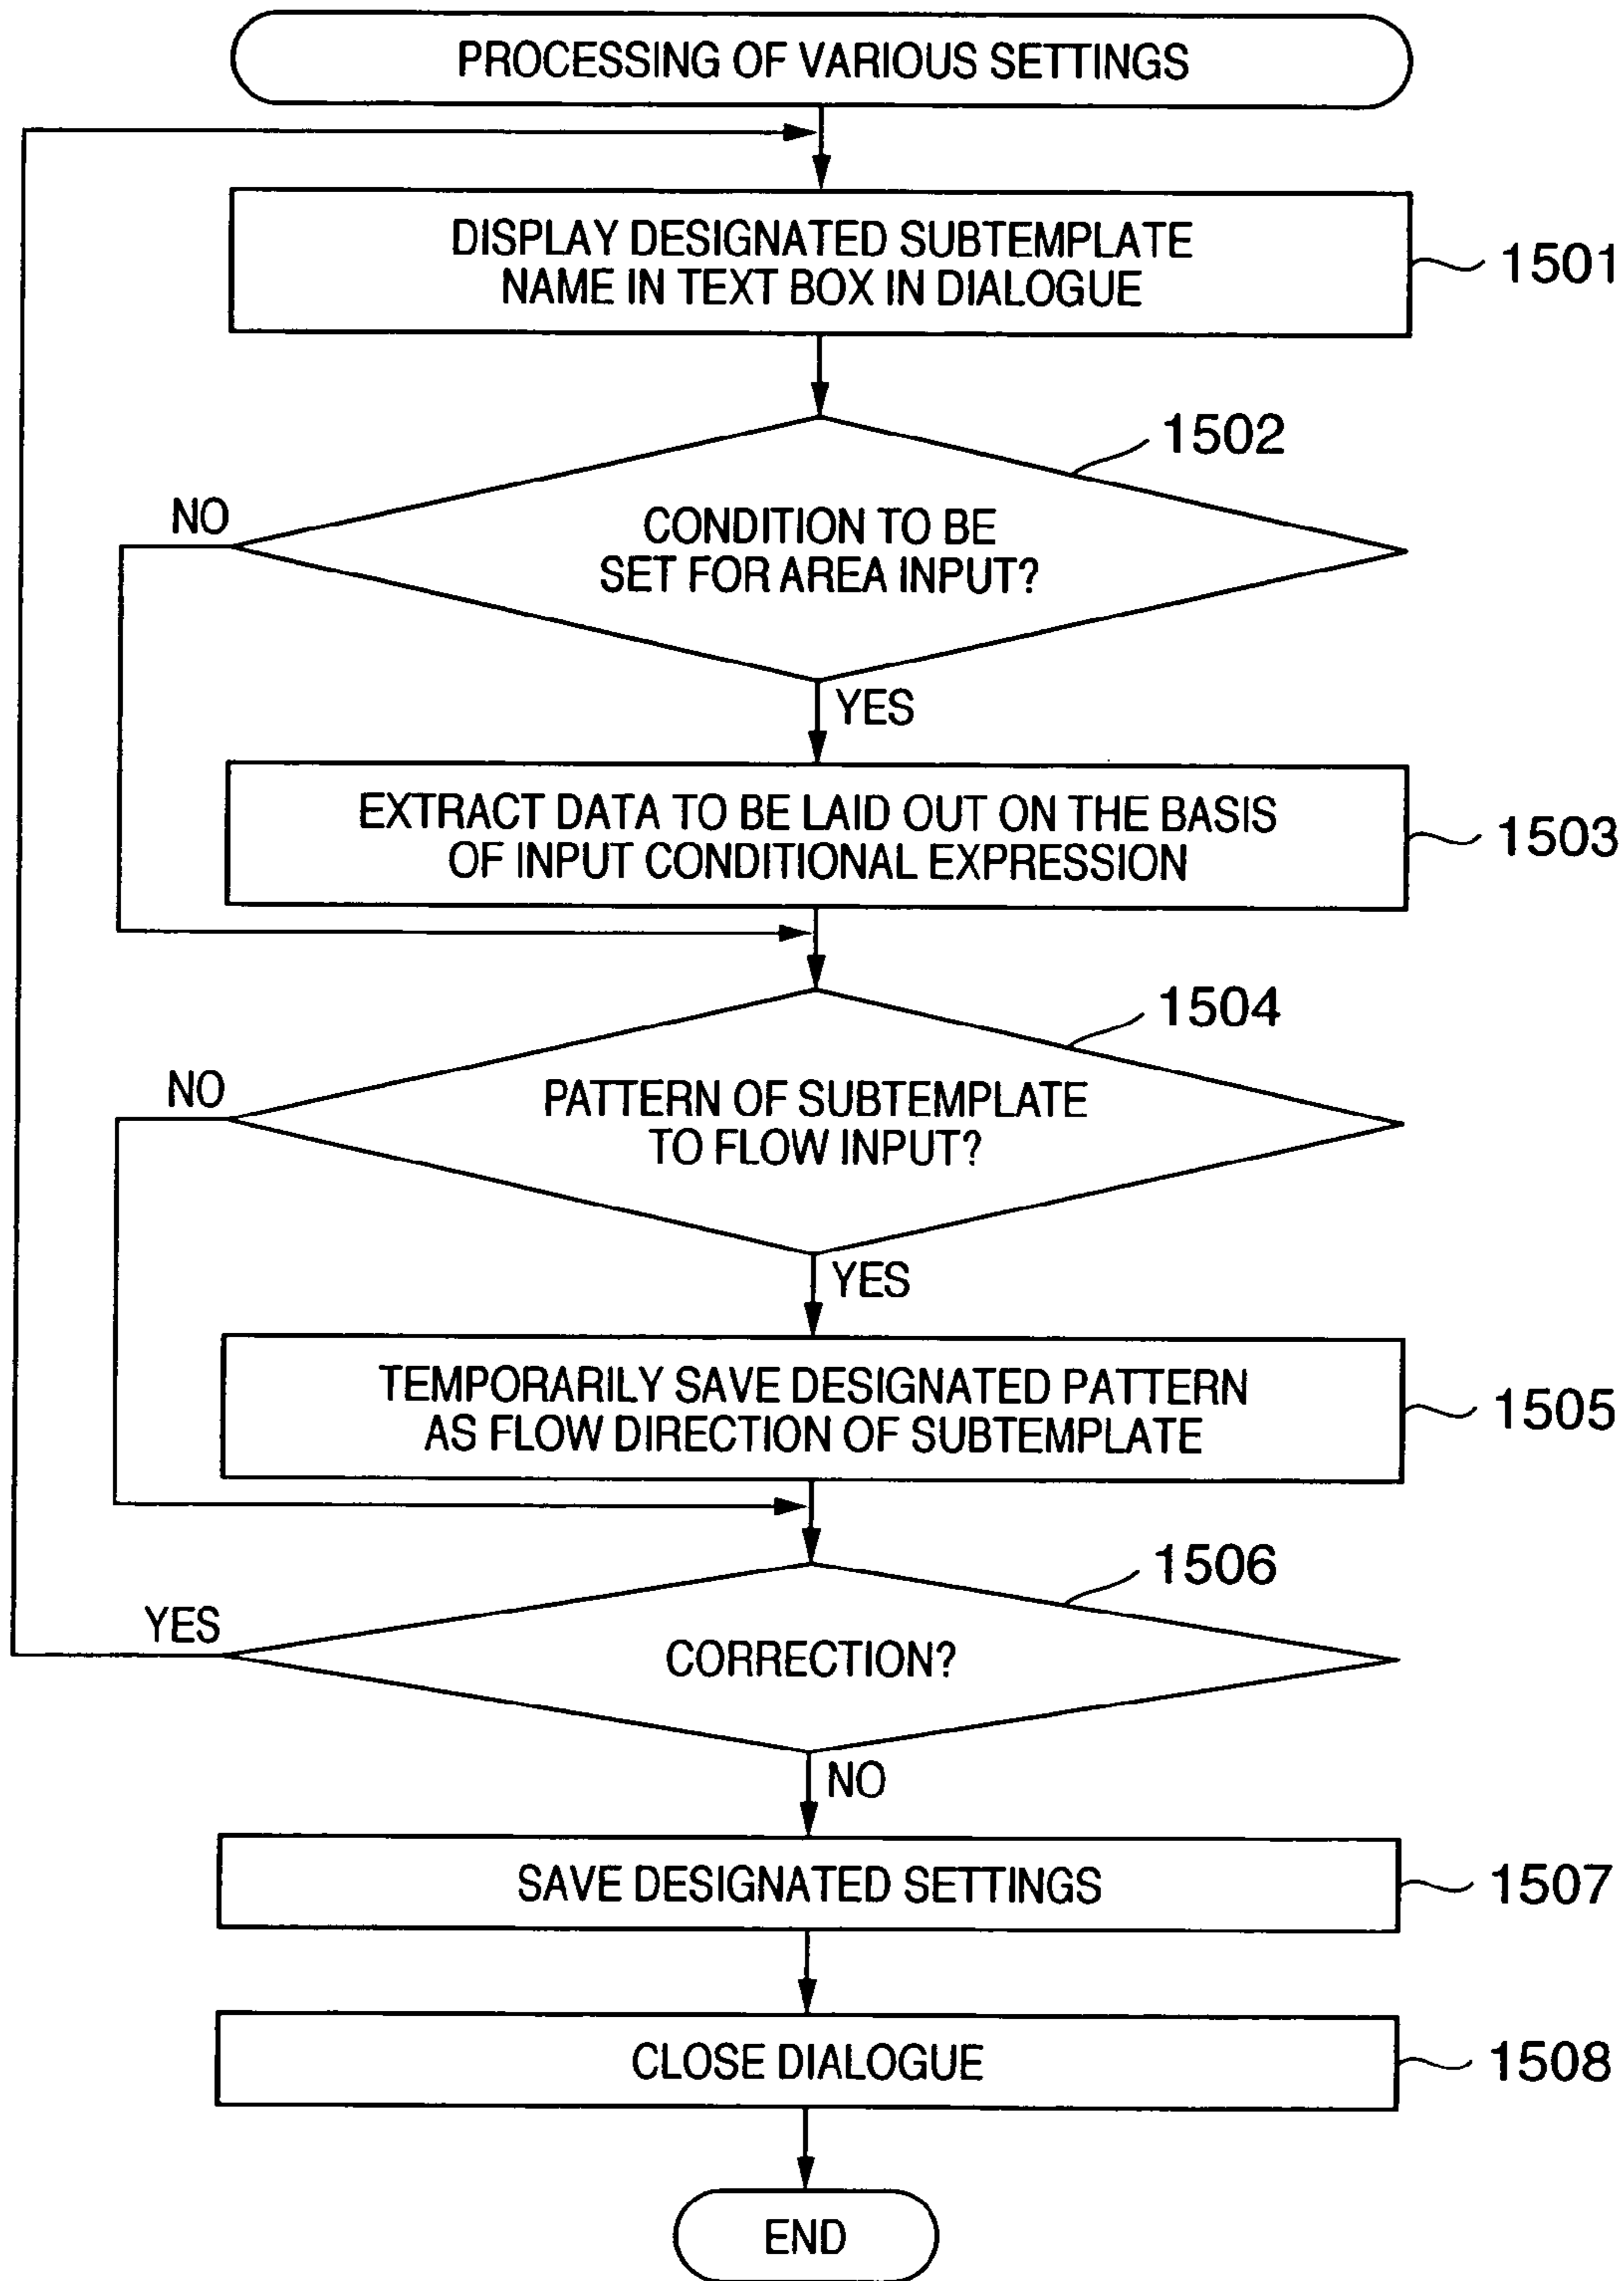 PROCESSING OF VARIOUS SETTINGS
DISPLAY DESIGNATED SUBTEMPLATE
NAME IN TEXT BOX IN DIALOGUE
1501
1502
NO
CONDITION TO BE
SET FOR AREA INPUT?
YES
EXTRACT DATA TO BE LAID OUT ON THE BASIS
OF INPUT CONDITIONAL EXPRESSION
1503
1504
NO
PATTERN OF SUBTEMPLATE
TO FLOW INPUT?
YES
TEMPORARILY SAVE DESIGNATED PATTERN
AS FLOW DIRECTION OF SUBTEMPLATE
1505
1506
YES
CORRECTION?
NO
SAVE DESIGNATED SETTINGS
1507
CLOSE DIALOGUE
1508
END